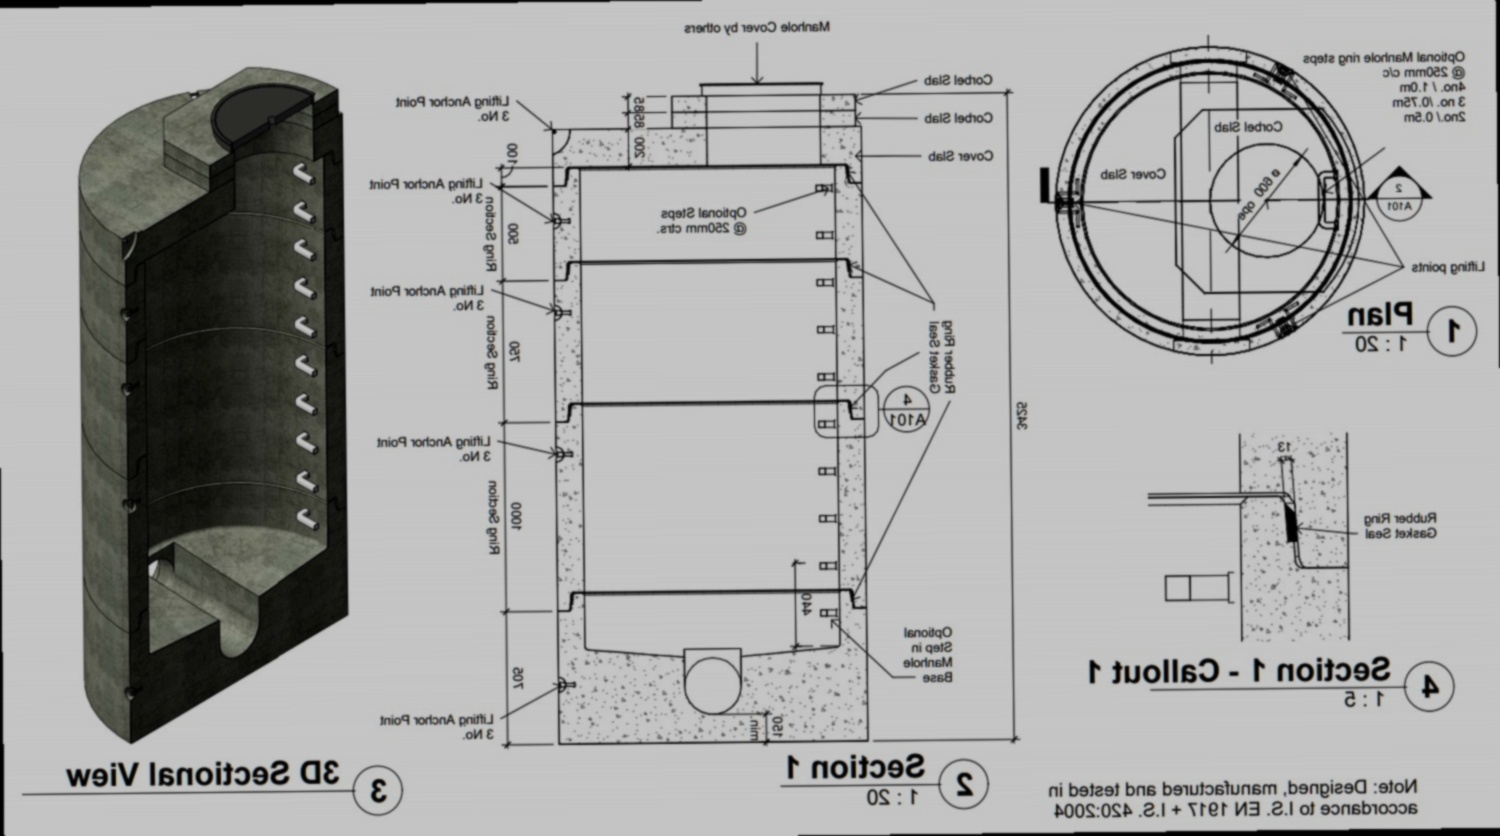 Optional Manhole ring steps
@ 250mm c/c
4no. / 1.0m
3 no. /0.75m
2no./ 0.5m
Corbel Slab
Cover Slab
ø 600 ope
2
A101
Lifting points
1
Plan
1 : 20
Manhole Cover by others
Corbel Slab
Corbel Slab
Cover Slab
85
85
200
Lifting Anchor Point
3 No.
100
Lifting Anchor Point
3 No.
Ring Section
500
Optional Steps
@ 250mm ctrs.
Lifting Anchor Point
3 No.
Ring Section
750
Rubber Ring
Gasket Seal
4
A101
3425
Lifting Anchor Point
3 No.
Ring Section
1000
440
Optional
Step in
Manhole
Base
705
Lifting Anchor Point
3 No.
150
min.
2
Section 1
1 : 20
3
3D Sectional View
13
Rubber Ring
Gasket Seal
4
Section 1 - Callout 1
1 : 5
Note: Designed, manufactured and tested in
accordance to I.S. EN 1917 + I.S. 420:2004